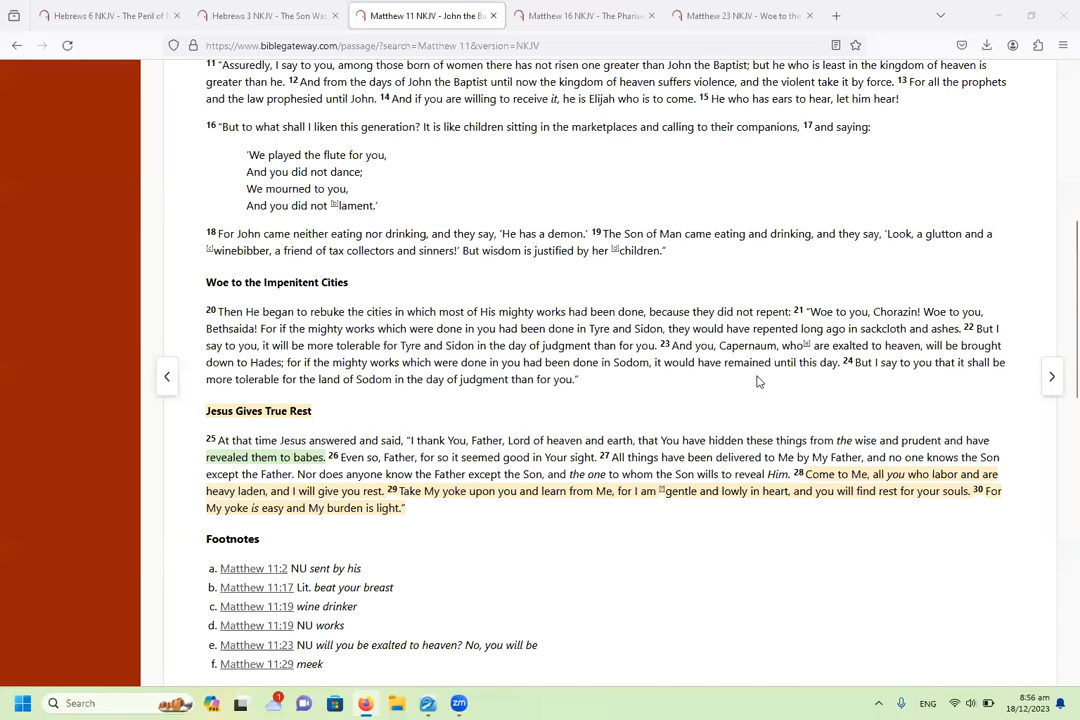 Hebrews 6 NKJV - The Peril of N
Hebrews 3 NKJV - The Son Was
Matthew 11 NKJV - John the Ba
Matthew 16 NKJV - The Pharise
Matthew 23 NKJV - Woe to the
https://www.biblegateway.com/passage/?search=Matthew 11&version=NKJV
11 “Assuredly, I say to you, among those born of women there has not risen one greater than John the Baptist; but he who is least in the kingdom of heaven is
greater than he. 12 And from the days of John the Baptist until now the kingdom of heaven suffers violence, and the violent take it by force. 13 For all the prophets
and the law prophesied until John. 14 And if you are willing to receive it, he is Elijah who is to come. 15 He who has ears to hear, let him hear!
16 “But to what shall I liken this generation? It is like children sitting in the marketplaces and calling to their companions, 17 and saying:
‘We played the flute for you,
And you did not dance;
We mourned to you,
And you did not [b]lament.’
18 For John came neither eating nor drinking, and they say, ‘He has a demon.’ 19 The Son of Man came eating and drinking, and they say, ‘Look, a glutton and a
[c]winebibber, a friend of tax collectors and sinners!’ But wisdom is justified by her [d]children.”
Woe to the Impenitent Cities
20 Then He began to rebuke the cities in which most of His mighty works had been done, because they did not repent: 21 “Woe to you, Chorazin! Woe to you,
Bethsaida! For if the mighty works which were done in you had been done in Tyre and Sidon, they would have repented long ago in sackcloth and ashes. 22 But I
say to you, it will be more tolerable for Tyre and Sidon in the day of judgment than for you. 23 And you, Capernaum, who[e] are exalted to heaven, will be brought
down to Hades; for if the mighty works which were done in you had been done in Sodom, it would have remained until this day. 24 But I say to you that it shall be
more tolerable for the land of Sodom in the day of judgment than for you.”
Jesus Gives True Rest
25 At that time Jesus answered and said, “I thank You, Father, Lord of heaven and earth, that You have hidden these things from the wise and prudent and have
revealed them to babes. 26 Even so, Father, for so it seemed good in Your sight. 27 All things have been delivered to Me by My Father, and no one knows the Son
except the Father. Nor does anyone know the Father except the Son, and the one to whom the Son wills to reveal Him. 28 Come to Me, all you who labor and are
heavy laden, and I will give you rest. 29 Take My yoke upon you and learn from Me, for I am [f]gentle and lowly in heart, and you will find rest for your souls. 30 For
My yoke is easy and My burden is light.”
Footnotes
a. Matthew 11:2 NU sent by his
b. Matthew 11:17 Lit. beat your breast
c. Matthew 11:19 wine drinker
d. Matthew 11:19 NU works
e. Matthew 11:23 NU will you be exalted to heaven? No, you will be
f. Matthew 11:29 meek
Search
1
zm
ENG
8:56 am
18/12/2023